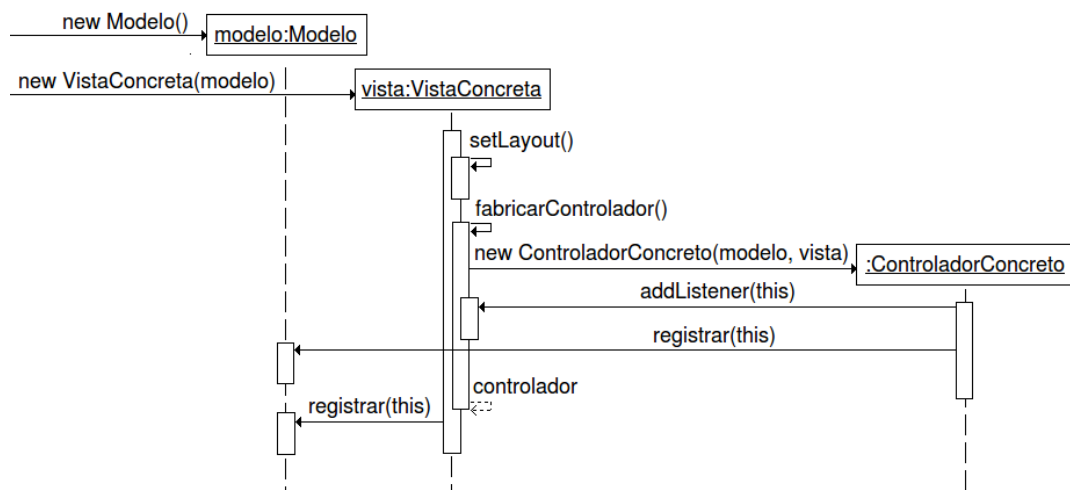 new Modelo()
modelo:Modelo
new VistaConcreta(modelo)
vista:VistaConcreta
setLayout()
fabricarControlador()
new ControladorConcreto(modelo, vista)
:ControladorConcreto
addListener(this)
registrar(this)
controlador
registrar(this)